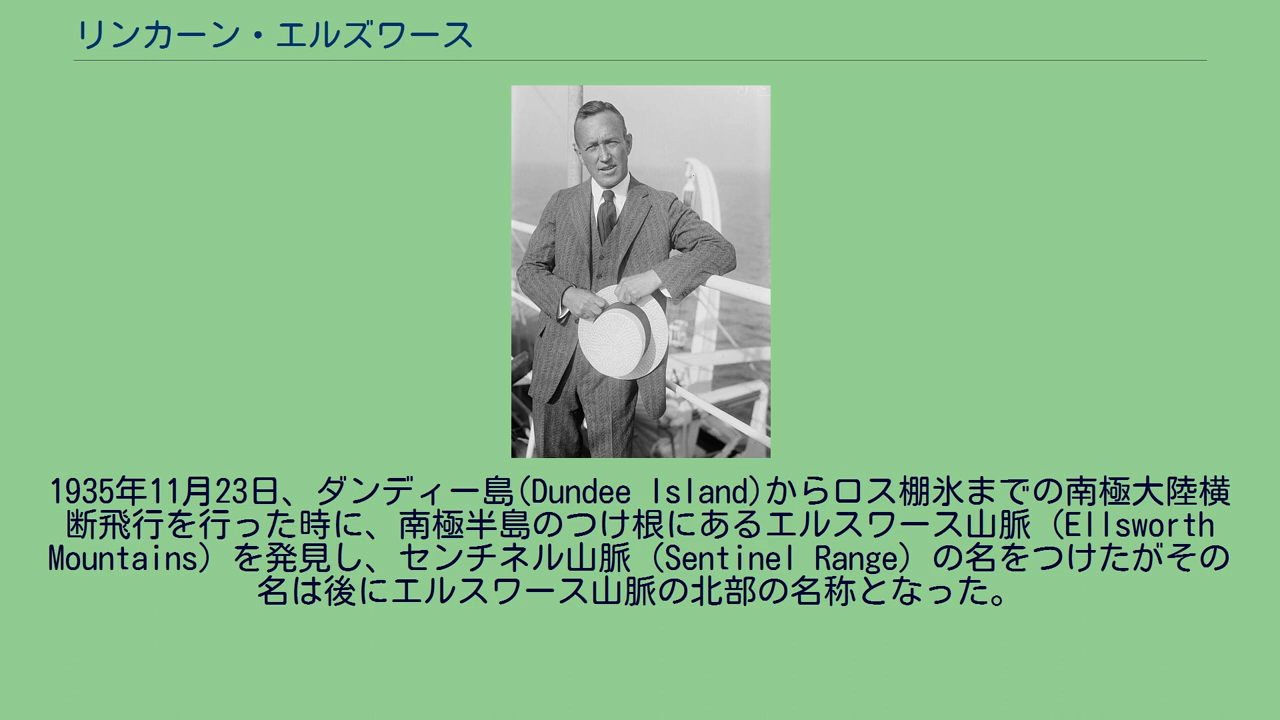 リンカーン・エルズワース
1935年11月23日、ダンディー島(Dundee Island)からロス棚氷までの南極大陸横
断飛行を行った時に、南極半島のつけ根にあるエルスワース山脈（Ellsworth
Mountains）を発見し、センチネル山脈（Sentinel Range）の名をつけたがその
名は後にエルスワース山脈の北部の名称となった。